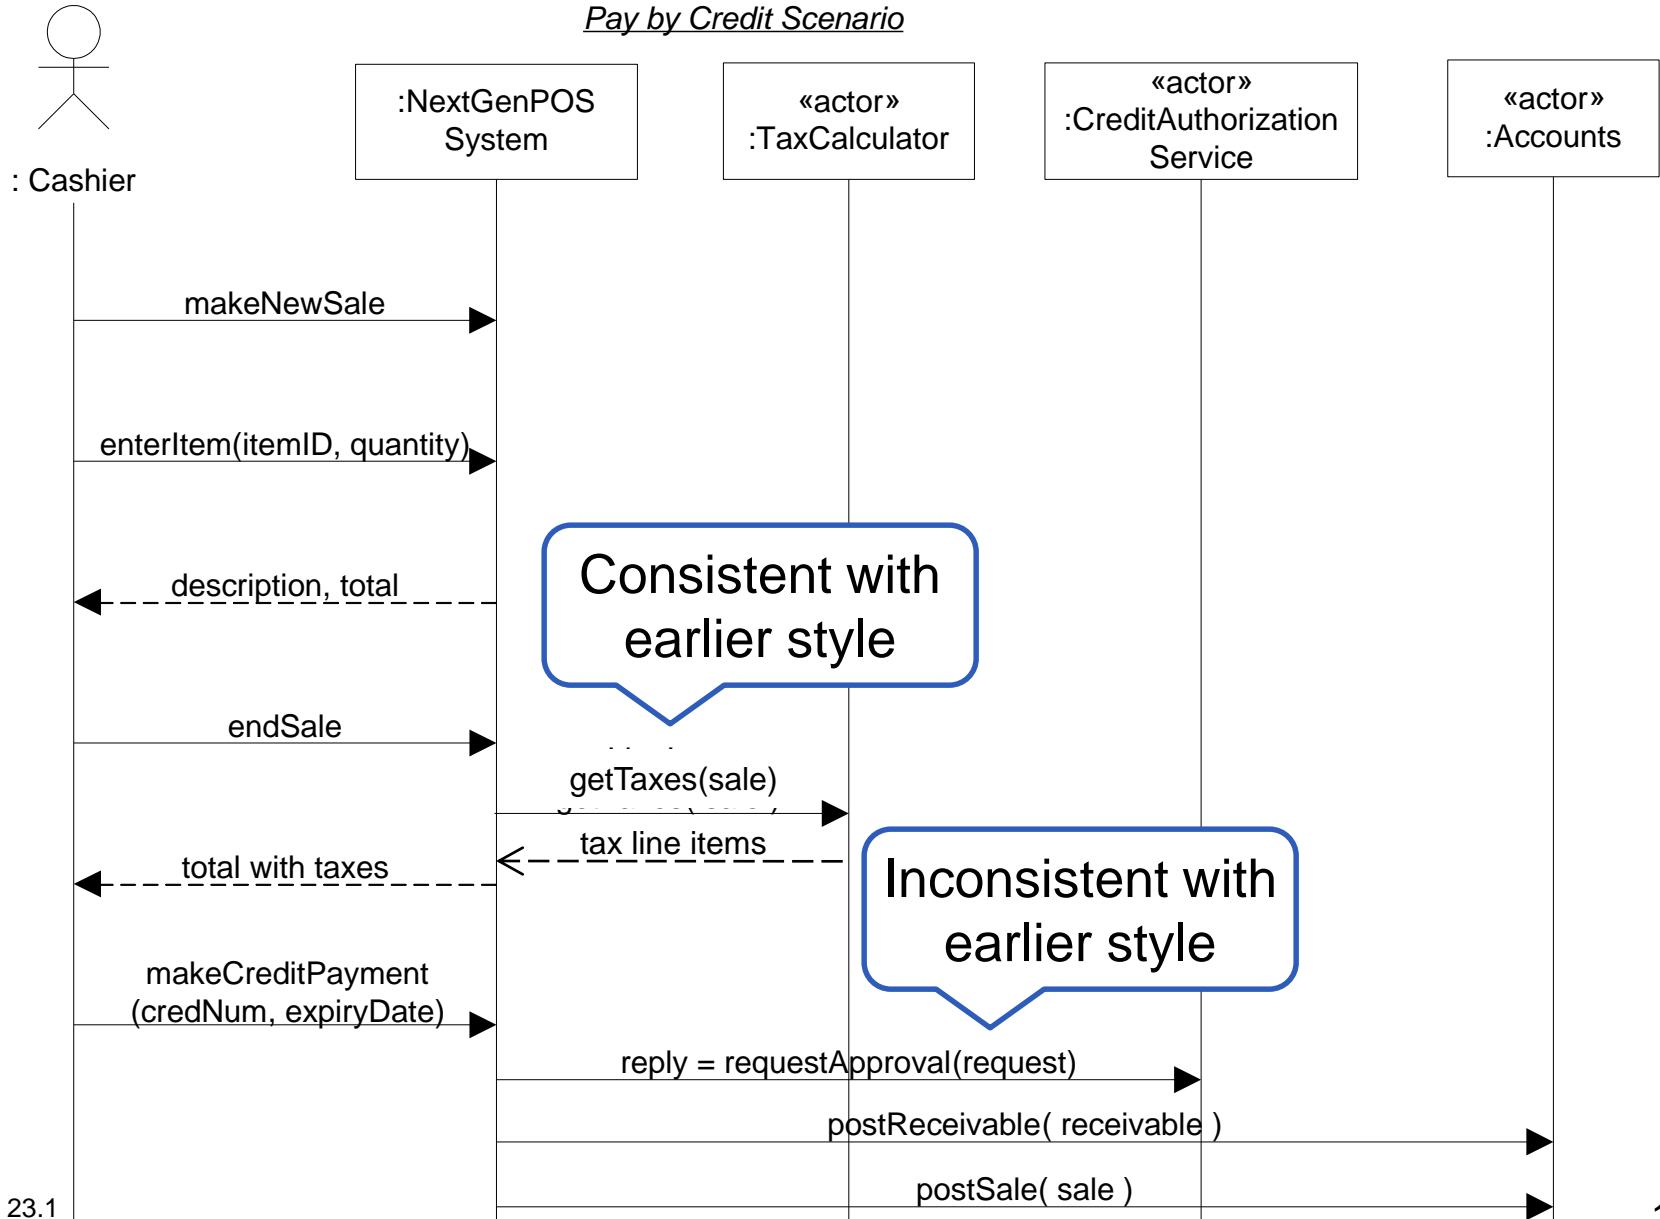 Pay by Credit Scenario
: Cashier
:NextGenPOS
System
«actor»
:TaxCalculator
«actor»
:CreditAuthorization
Service
«actor»
:Accounts
makeNewSale
enterItem(itemID, quantity)
description, total
Consistent with
earlier style
endSale
getTaxes(sale)
tax line items
total with taxes
Inconsistent with
earlier style
makeCreditPayment
(credNum, expiryDate)
reply = requestApproval(request)
postReceivable( receivable )
postSale( sale )
23.1